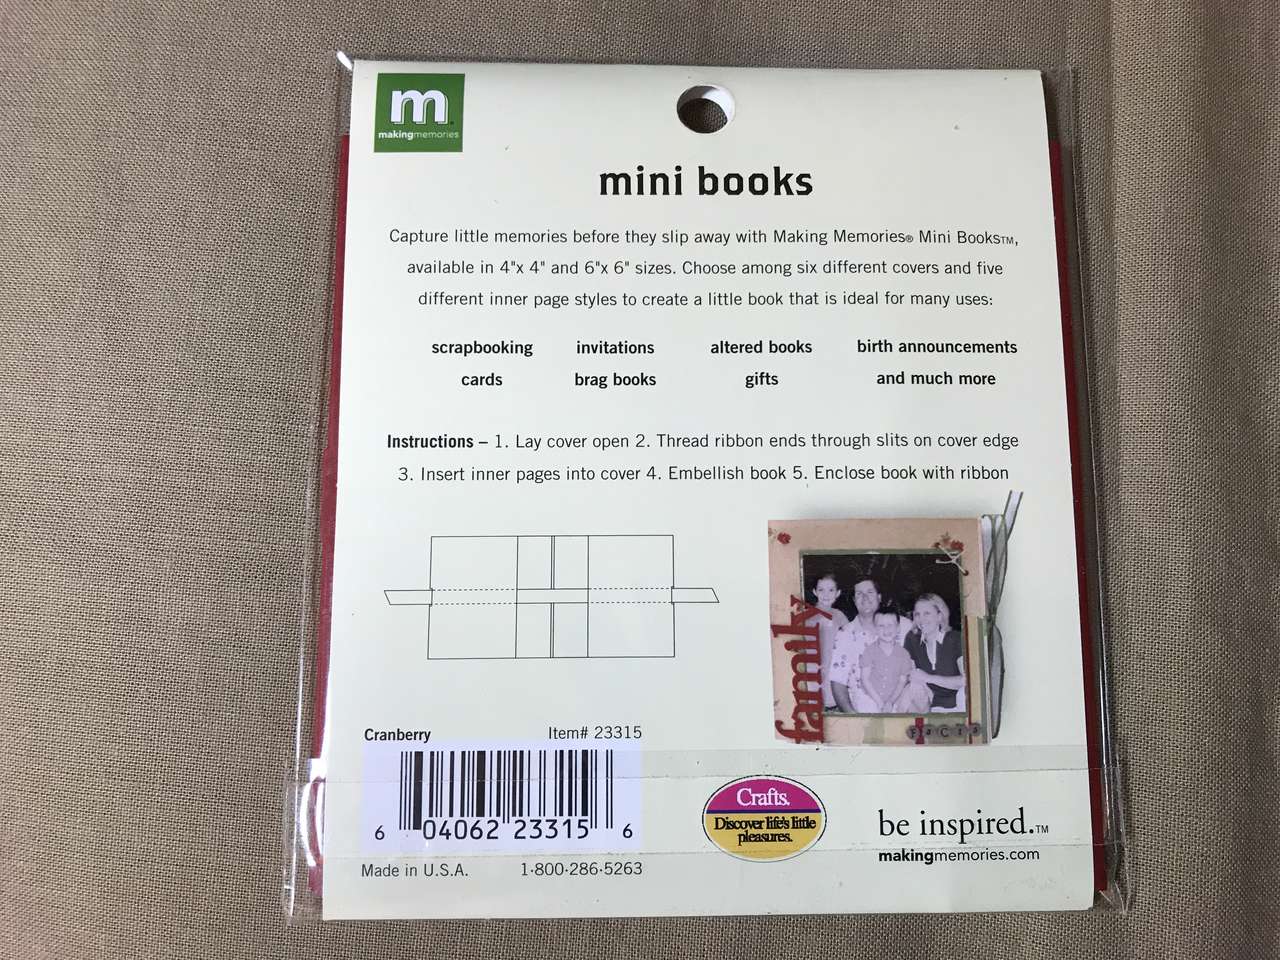 m
makingmemories
mini books
Capture little memories before they slip away with Making Memories® Mini Books™,
available in 4"x 4" and 6"x 6" sizes. Choose among six different covers and five
different inner page styles to create a little book that is ideal for many uses:
scrapbooking invitations altered books birth announcements
cards brag books gifts and much more
Instructions – 1. Lay cover open 2. Thread ribbon ends through slits on cover edge
3. Insert inner pages into cover 4. Embellish book 5. Enclose book with ribbon
family
FaCts
Cranberry Item# 23315
6 04062 23315 6
Made in U.S.A. 1·800·286·5263
Crafts.
Discover life's little
pleasures.
be inspired.™
makingmemories.com